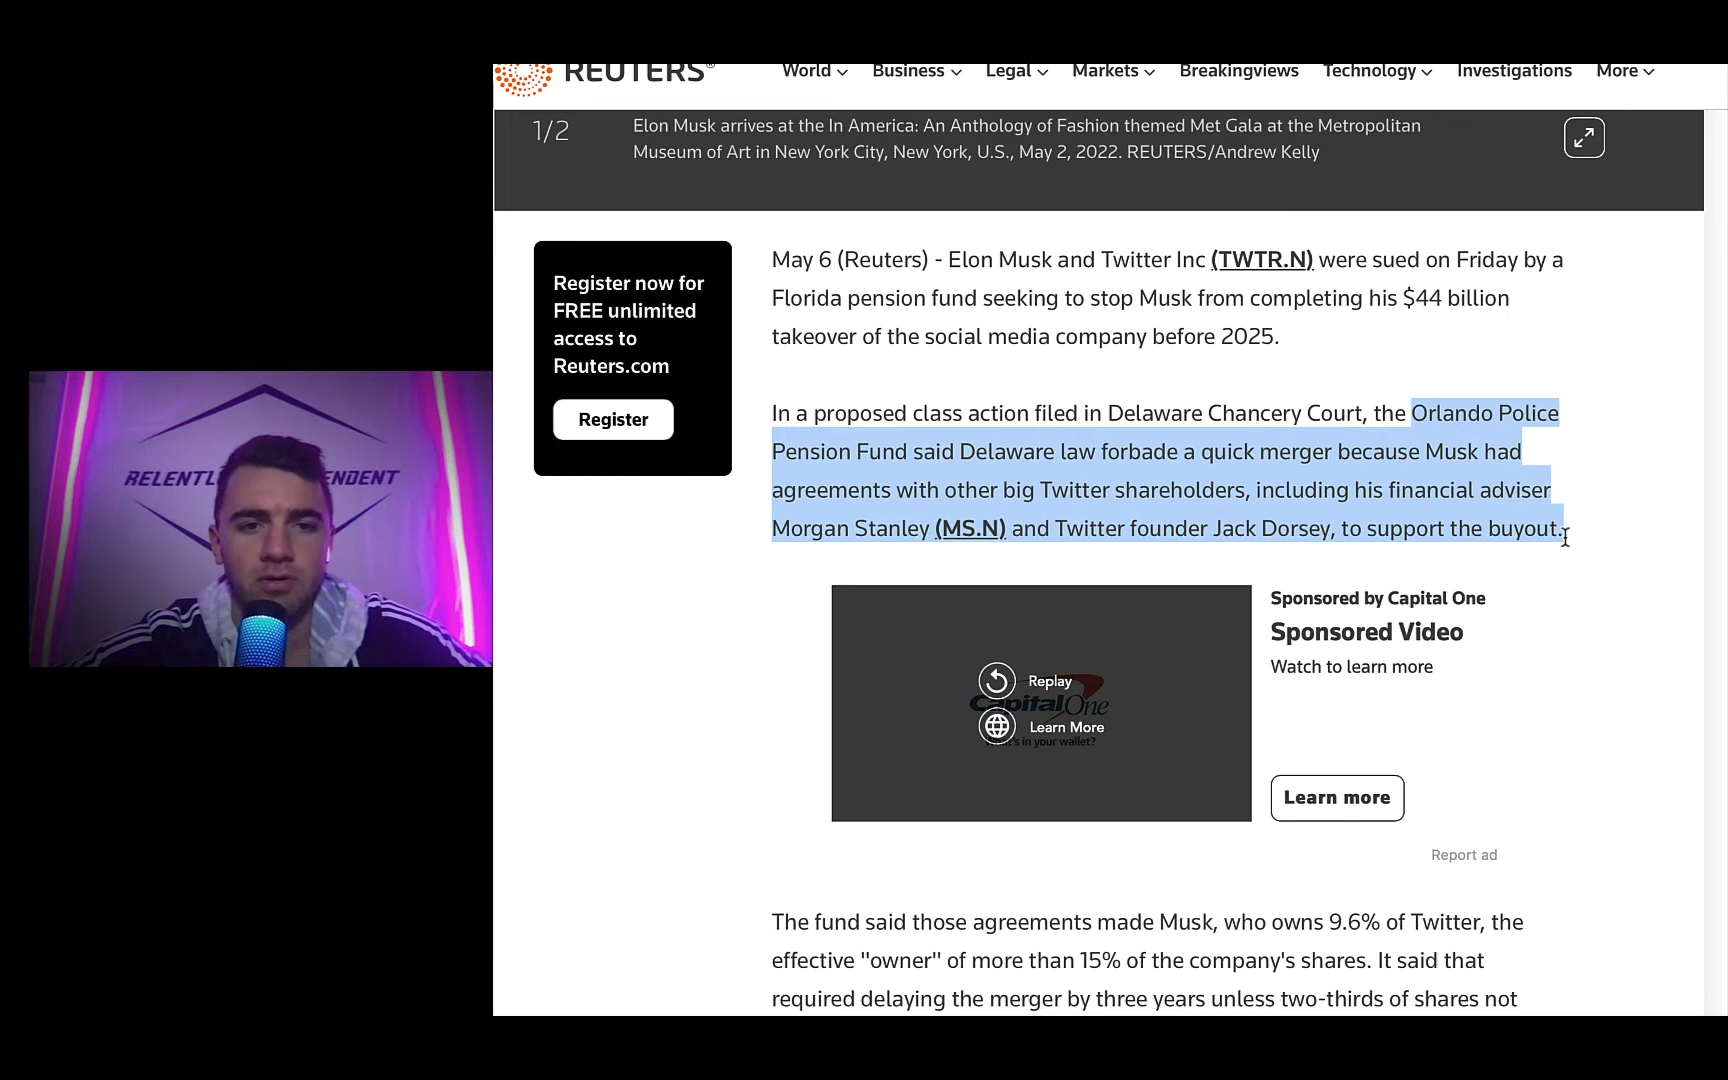 REUTERS®
World Business Legal Markets Breakingviews Technology Investigations More
1/2
Elon Musk arrives at the In America: An Anthology of Fashion themed Met Gala at the Metropolitan
Museum of Art in New York City, New York, U.S., May 2, 2022. REUTERS/Andrew Kelly
Register now for
FREE unlimited
access to
Reuters.com
Register
RELENTL
ENDENT
May 6 (Reuters) - Elon Musk and Twitter Inc (TWTR.N) were sued on Friday by a
Florida pension fund seeking to stop Musk from completing his $44 billion
takeover of the social media company before 2025.
In a proposed class action filed in Delaware Chancery Court, the Orlando Police
Pension Fund said Delaware law forbade a quick merger because Musk had
agreements with other big Twitter shareholders, including his financial adviser
Morgan Stanley (MS.N) and Twitter founder Jack Dorsey, to support the buyout.
Replay
CapitalOne
Learn More
What's in your wallet?
Sponsored by Capital One
Sponsored Video
Watch to learn more
Learn more
Report ad
The fund said those agreements made Musk, who owns 9.6% of Twitter, the
effective "owner" of more than 15% of the company's shares. It said that
required delaying the merger by three years unless two-thirds of shares not